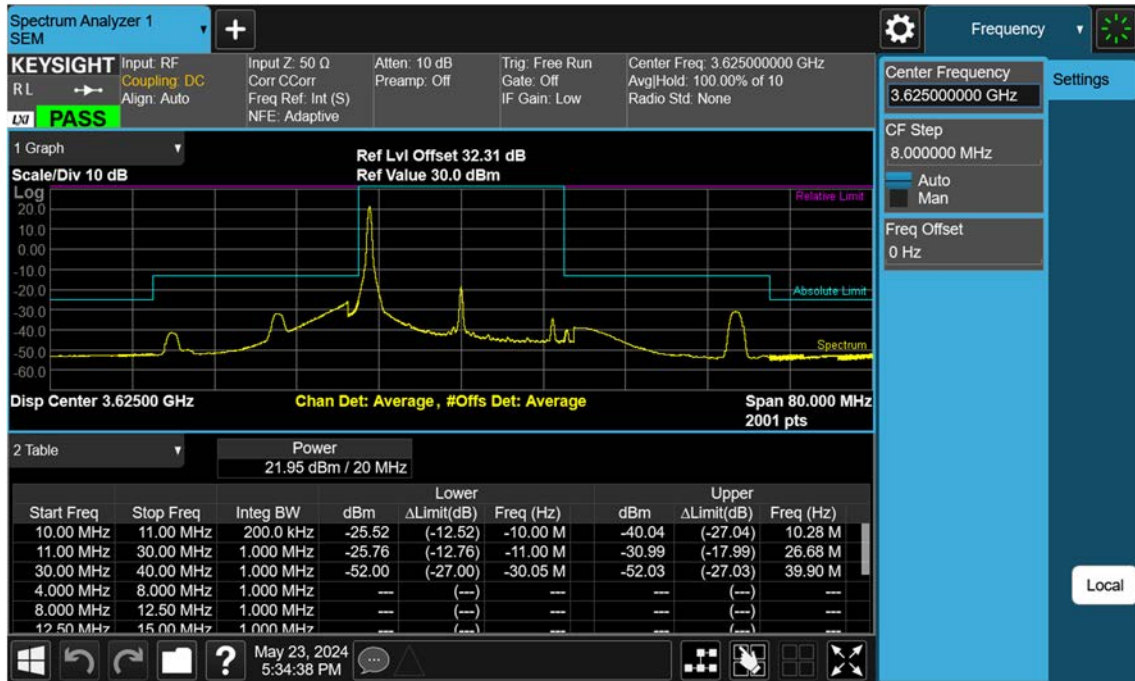 Spectrum Analyzer 1
SEM
+
Frequency
KEYSIGHT
RL
LXI
PASS
Input: RF
Coupling: DC
Align: Auto
Input Z: 50 Ω
Corr CCorr
Freq Ref: Int (S)
NFE: Adaptive
Atten: 10 dB
Preamp: Off
Trig: Free Run
Gate: Off
IF Gain: Low
Center Freq: 3.625000000 GHz
Avg|Hold: 100.00% of 10
Radio Std: None
Center Frequency
3.625000000 GHz
Settings
CF Step
8.000000 MHz
Auto
Man
Freq Offset
0 Hz
1 Graph
Ref Lvl Offset 32.31 dB
Scale/Div 10 dB
Ref Value 30.0 dBm
Log
Relative Limit
20.0
10.0
0.00
-10.0
-20.0
Absolute Limit
-30.0
-40.0
-50.0
Spectrum
-60.0
Disp Center 3.62500 GHz
Chan Det: Average, #Offs Det: Average
Span 80.000 MHz
2001 pts
2 Table
Power
21.95 dBm / 20 MHz
Lower Upper
Start Freq Stop Freq Integ BW dBm ΔLimit(dB) Freq (Hz) dBm ΔLimit(dB) Freq (Hz)
10.00 MHz 11.00 MHz 200.0 kHz -25.52 (-12.52) -10.00 M -40.04 (-27.04) 10.28 M
11.00 MHz 30.00 MHz 1.000 MHz -25.76 (-12.76) -11.00 M -30.99 (-17.99) 26.68 M
30.00 MHz 40.00 MHz 1.000 MHz -52.00 (-27.00) -30.05 M -52.03 (-27.03) 39.90 M
4.000 MHz 8.000 MHz 1.000 MHz --- (---) --- --- (---) ---
8.000 MHz 12.50 MHz 1.000 MHz --- (---) --- --- (---) ---
12.50 MHz 15.00 MHz 1.000 MHz --- (---) --- --- (---) ---
Local
?
May 23, 2024
5:34:38 PM